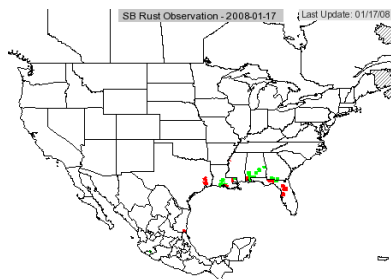 SB Rust Observation - 2008-01-17
Last Update: 01/17/08